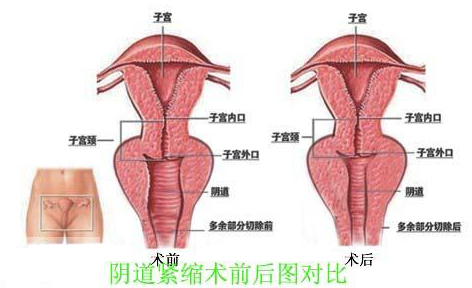 子宫
子宫
子宫内口
子宫内口
子宫颈
子宫颈
子宫外口
子宫外口
阴道
阴道
多余部分切除前
多余部分切除后
术前
术后
阴道紧缩术前后图对比